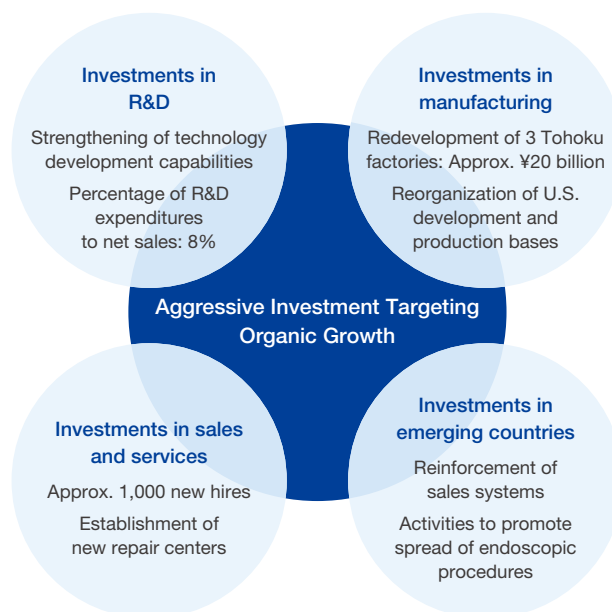 Investments in
R&D
Strengthening of technology
development capabilities
Percentage of R&D
expenditures
to net sales: 8%
Investments in
manufacturing
Redevelopment of 3 Tohoku
factories: Approx. ¥20 billion
Reorganization of U.S.
development and
production bases
Aggressive Investment Targeting
Organic Growth
Investments in sales
and services
Approx. 1,000 new hires
Establishment of
new repair centers
Investments in
emerging countries
Reinforcement of
sales systems
Activities to promote
spread of endoscopic
procedures